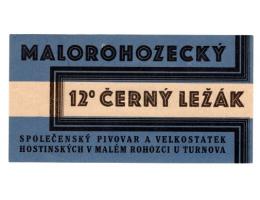 MALOROHOZECKÝ
12° ČERNÝ LEŽÁK
SPOLEČENSKÝ PIVOVAR A VELKOSTATEK
HOSTINSKÝCH V MALÉM ROHOZCI U TURNOVA